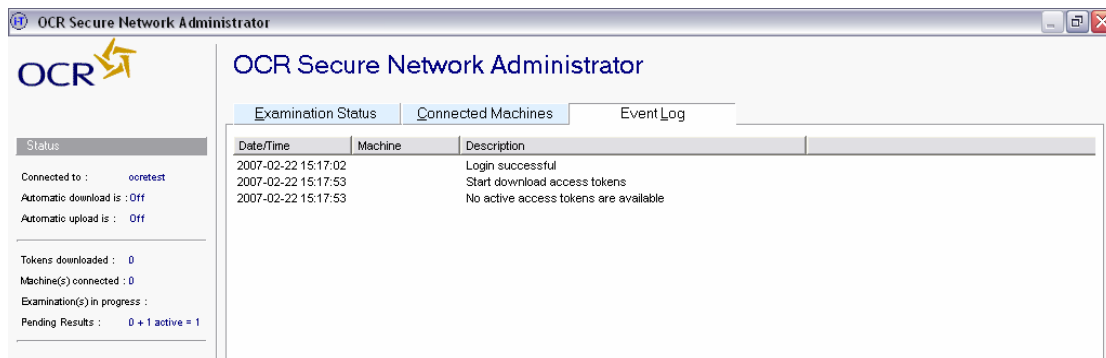 OCR Secure Network Administrator
OCR
OCR Secure Network Administrator
Examination Status Connected Machines Event Log
Status
Connected to : ocretest
Automatic download is : Off
Automatic upload is : Off
Tokens downloaded : 0
Machine(s) connected : 0
Examination(s) in progress :
Pending Results : 0 + 1 active = 1
Date/Time Machine Description
2007-02-22 15:17:02 Login successful
2007-02-22 15:17:53 Start download access tokens
2007-02-22 15:17:53 No active access tokens are available